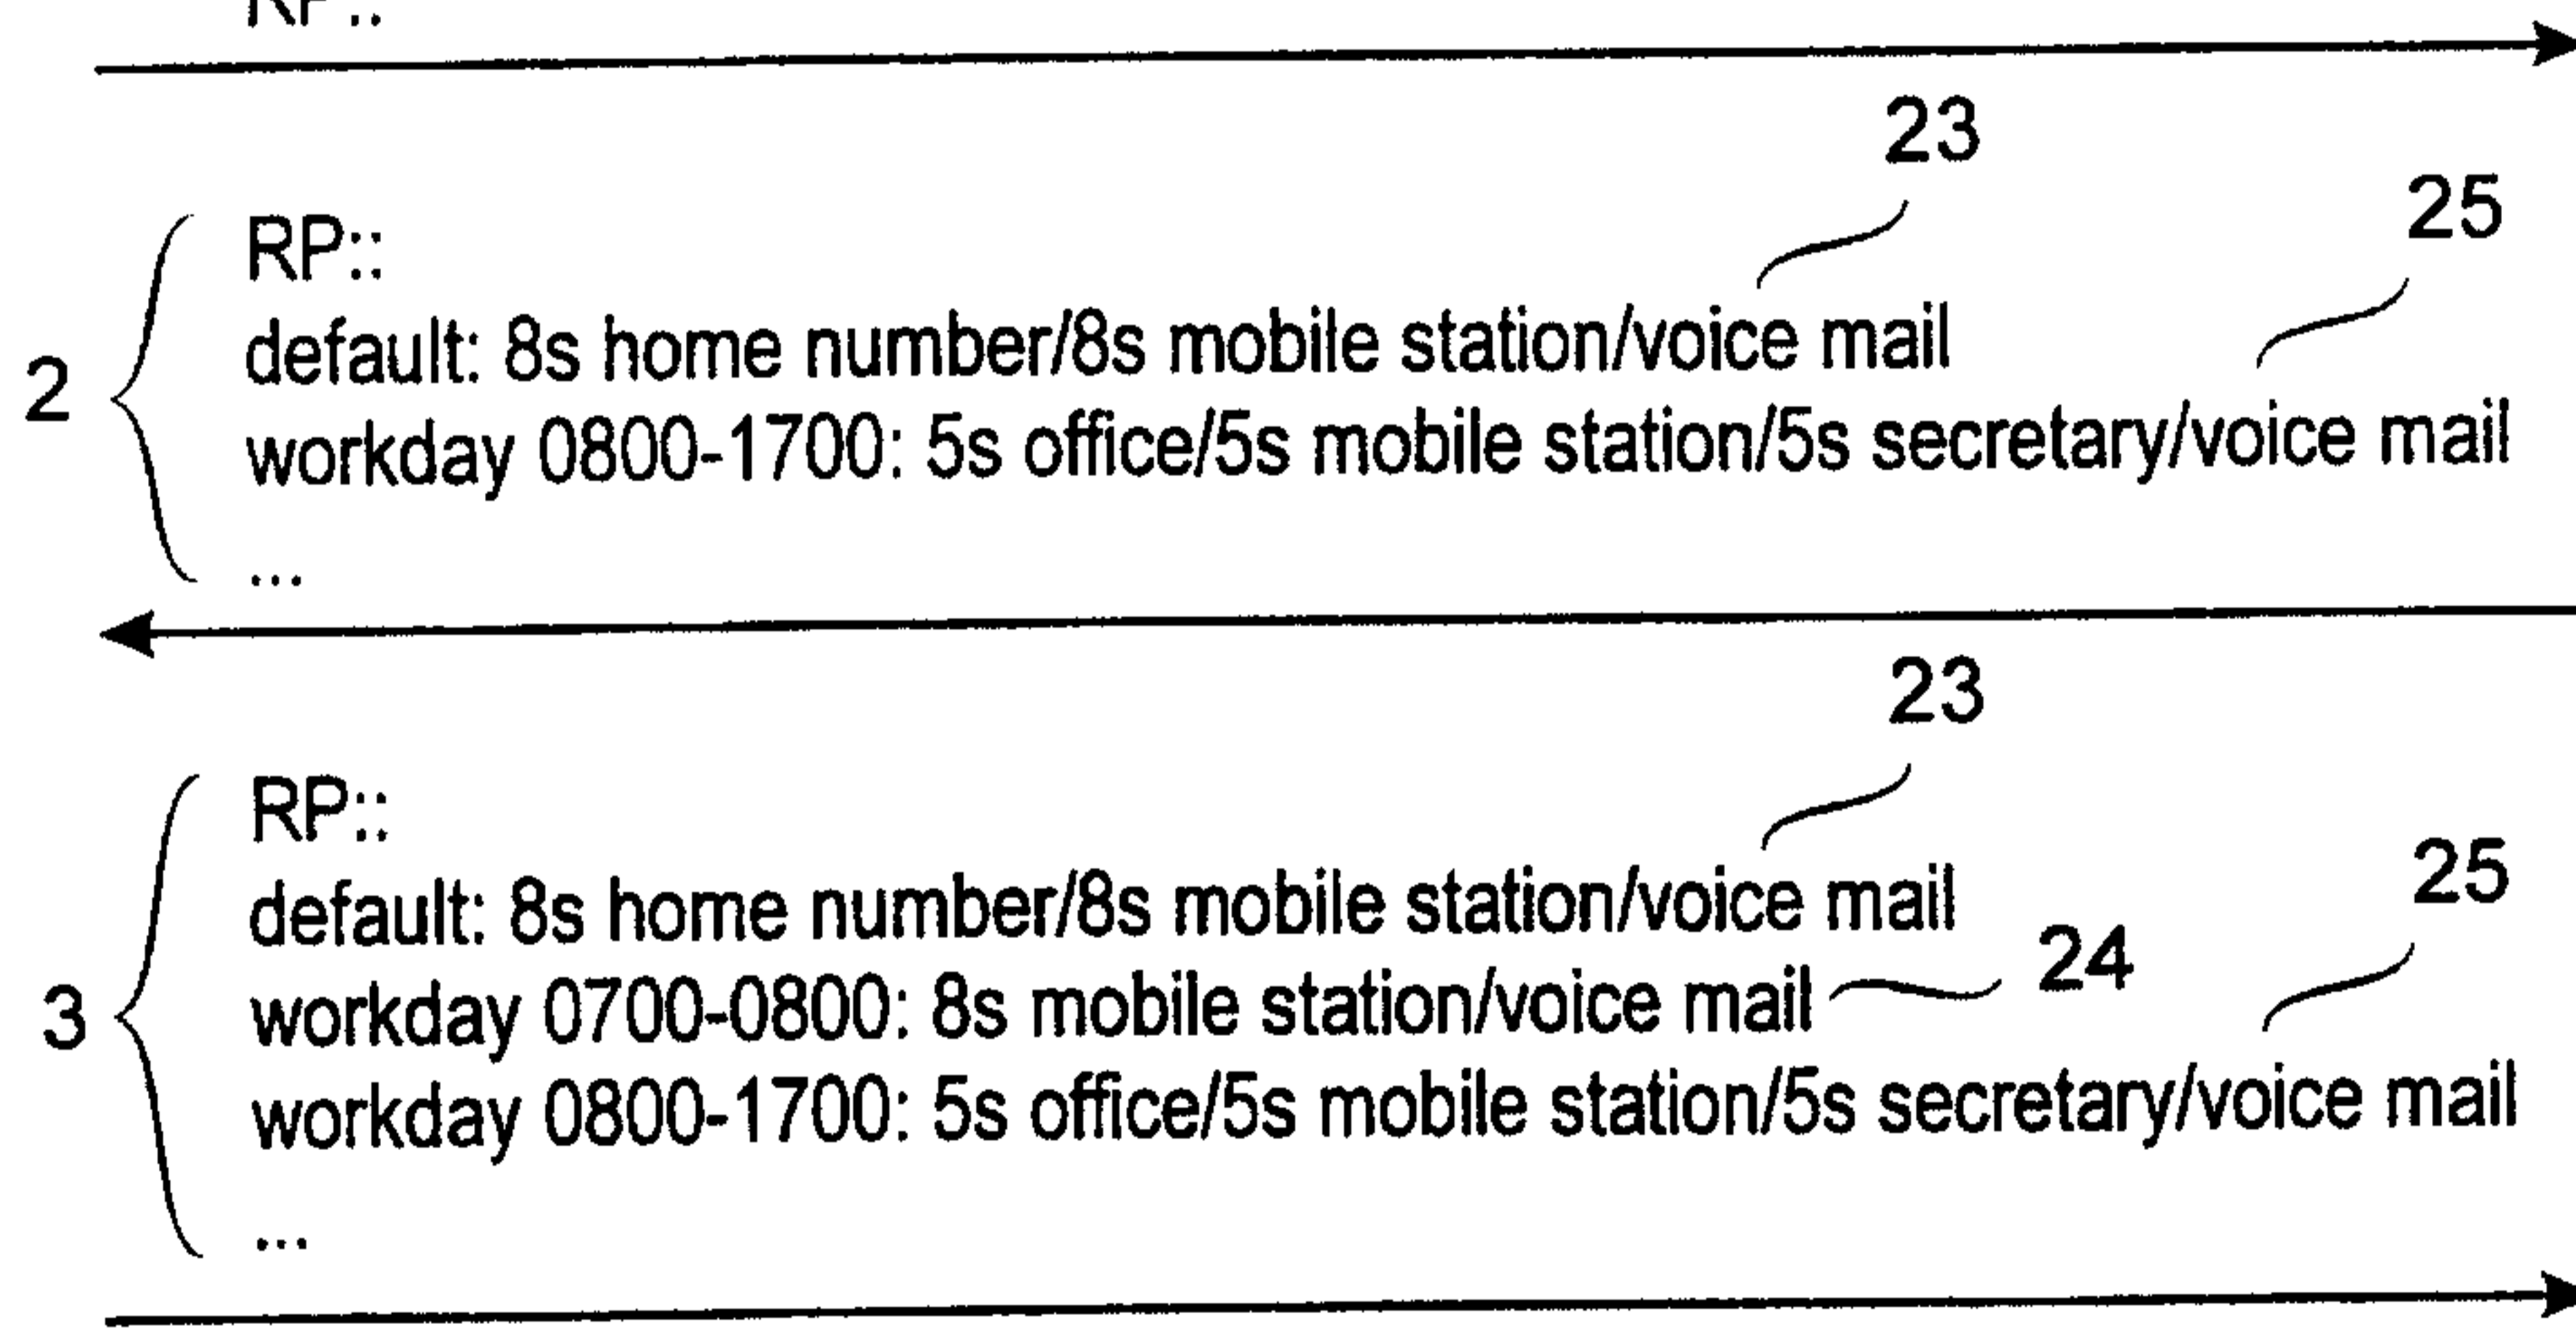 RP::
23
25
RP::
default: 8s home number/8s mobile station/voice mail
2
workday 0800-1700: 5s office/5s mobile station/5s secretary/voice mail
...
23
RP::
25
default: 8s home number/8s mobile station/voice mail
24
3
workday 0700-0800: 8s mobile station/voice mail
workday 0800-1700: 5s office/5s mobile station/5s secretary/voice mail
...